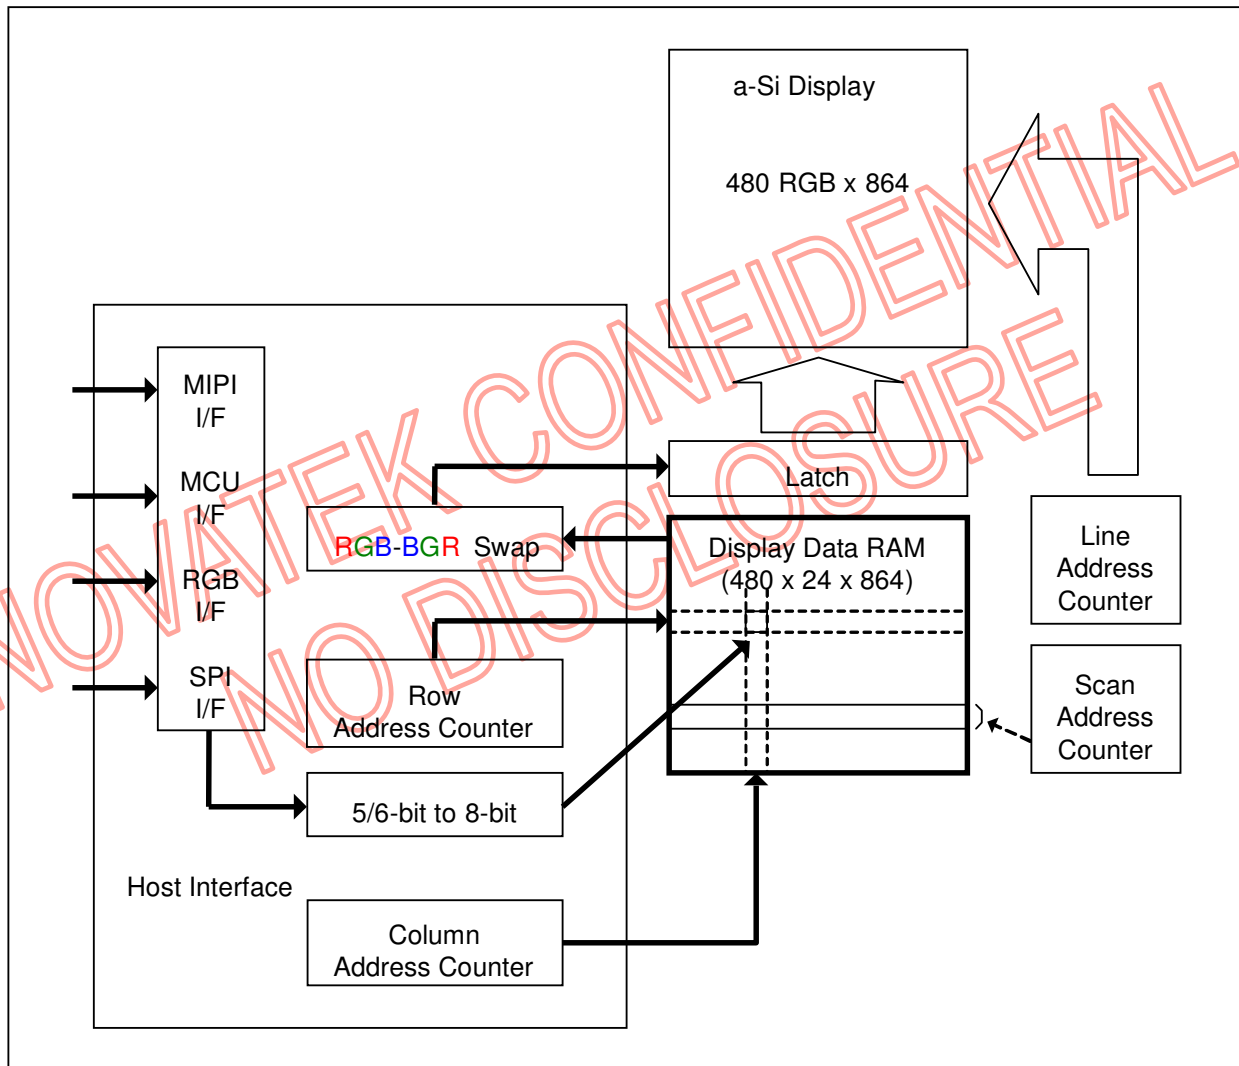 a-Si Display
480 RGB x 864
MIPI
I/F
MCU
I/F
RGB
I/F
SPI
I/F
Latch
RGB-BGR Swap
Display Data RAM
(480 x 24 x 864)
Line
Address
Counter
Row
Address Counter
Scan
Address
Counter
5/6-bit to 8-bit
Host Interface
Column
Address Counter
NOVATEK CONFIDENTIAL
NO DISCLOSURE